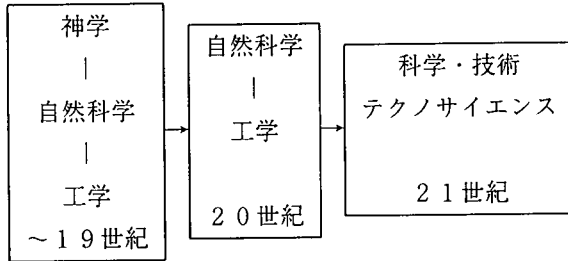 神学
｜
自然科学
｜
工学
～19世紀
自然科学
｜
工学
20世紀
科学・技術
テクノサイエンス
21世紀